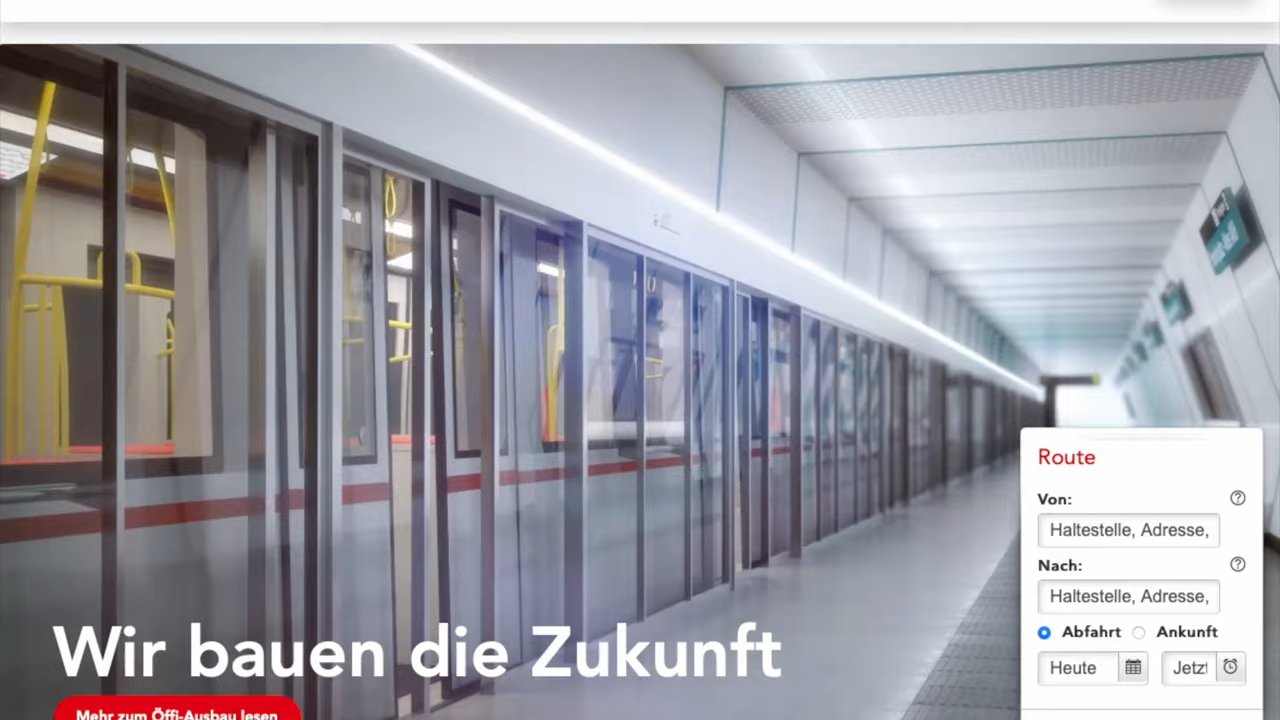 Route
Von:
Haltestelle, Adresse,
Nach:
Haltestelle, Adresse,
Abfahrt Ankunft
Heute Jetzt
Wir bauen die Zukunft
Mehr zum Öffi-Ausbau lesen